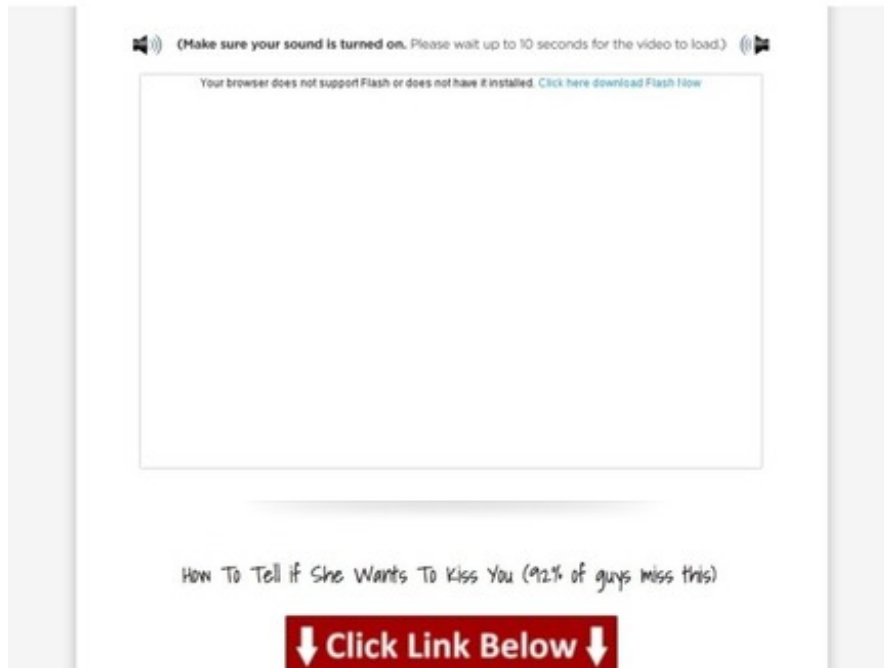 (Make sure your sound is turned on. Please wait up to 10 seconds for the video to load.)
Your browser does not support Flash or does not have it installed. Click here download Flash Now
How To Tell if She Wants To Kiss You (92% of guys miss this)
Click Link Below